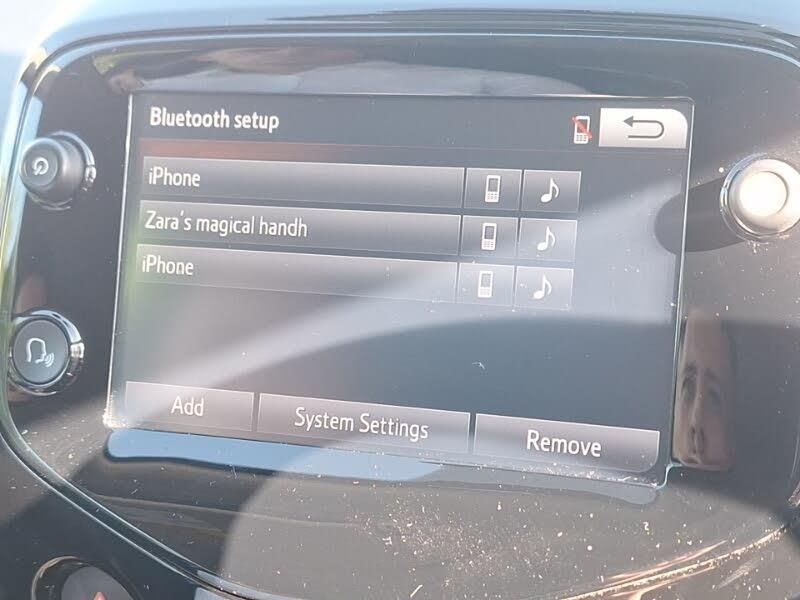 Bluetooth setup
iPhone
Zara's magical handh
iPhone
Add
System Settings
Remove